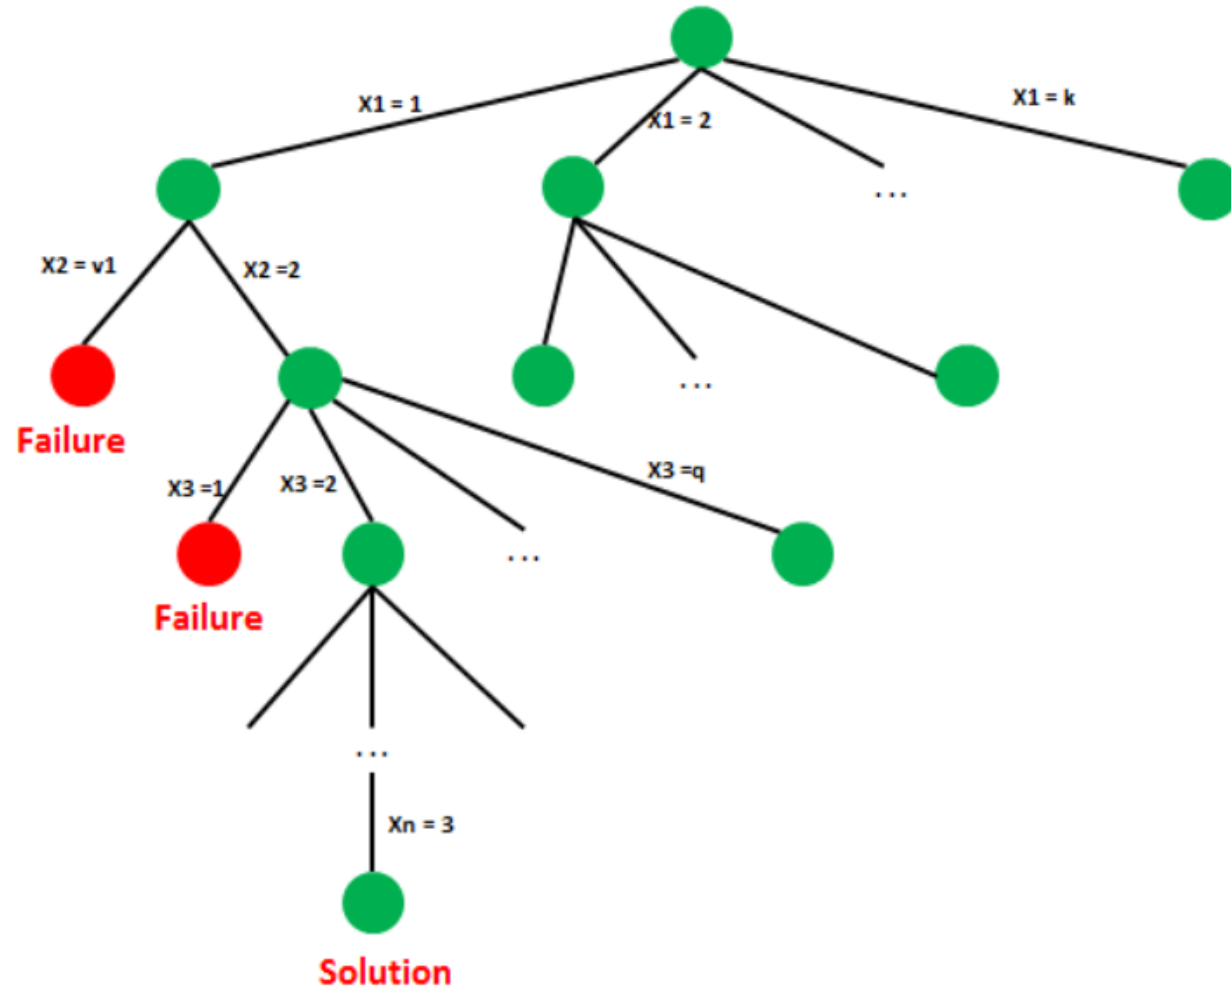 X1 = 1
X1 = 2
X1 = k
...
X2 = v1
X2 =2
Failure
...
X3 =1
X3 =2
X3 =q
...
Failure
...
Xn = 3
Solution